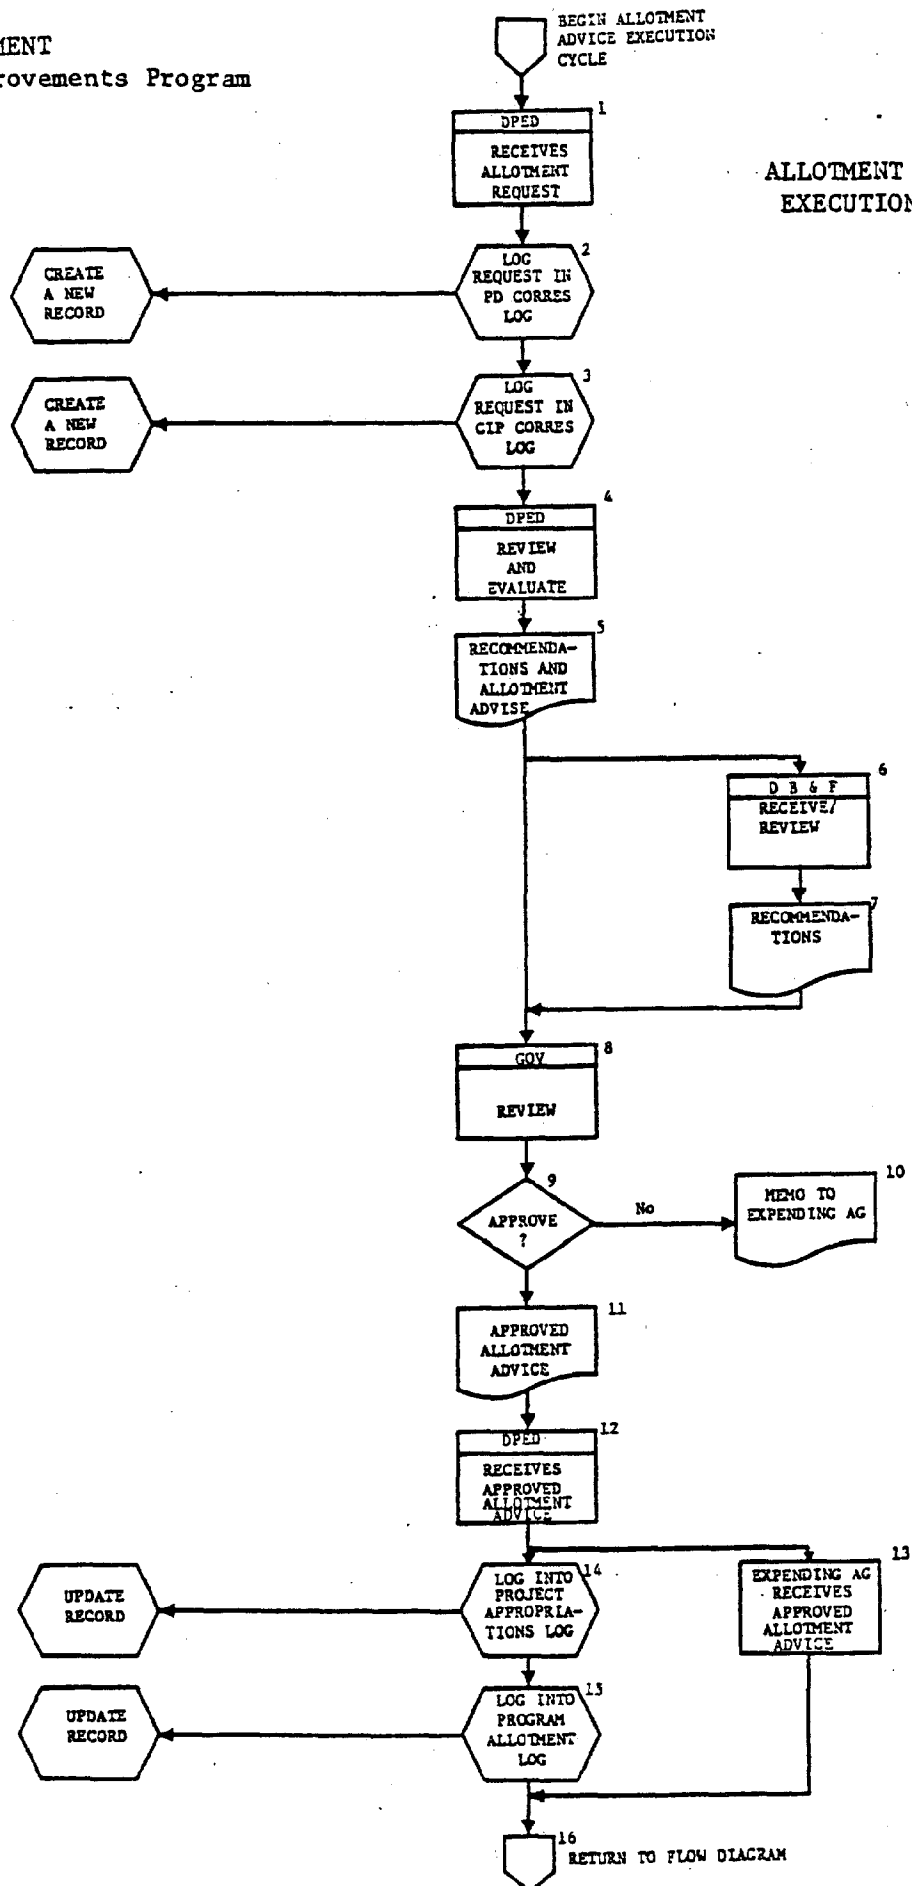 MENT
rovements Program
BEGIN ALLOTMENT
ADVICE EXECUTION
CYCLE
ALLOTMENT
EXECUTION
1
DPED
RECEIVES
ALLOTMENT
REQUEST
2
LOG
REQUEST IN
PD CORRES
LOG
CREATE
A NEW
RECORD
3
LOG
REQUEST IN
CIP CORRES
LOG
CREATE
A NEW
RECORD
4
DPED
REVIEW
AND
EVALUATE
5
RECOMMENDA-
TIONS AND
ALLOTMENT
ADVISE
6
D B & F
RECEIVE/
REVIEW
7
RECOMMENDA-
TIONS
8
GOV
REVIEW
9
APPROVE
?
No
10
MEMO TO
EXPENDING AG
11
APPROVED
ALLOTMENT
ADVICE
12
DPED
RECEIVES
APPROVED
ALLOTMENT
ADVICE
13
EXPENDING AG
RECEIVES
APPROVED
ALLOTMENT
ADVICE
14
LOG INTO
PROJECT
APPROPRIA-
TIONS LOG
UPDATE
RECORD
15
LOG INTO
PROGRAM
ALLOTMENT
LOG
UPDATE
RECORD
16
RETURN TO FLOW DIAGRAM